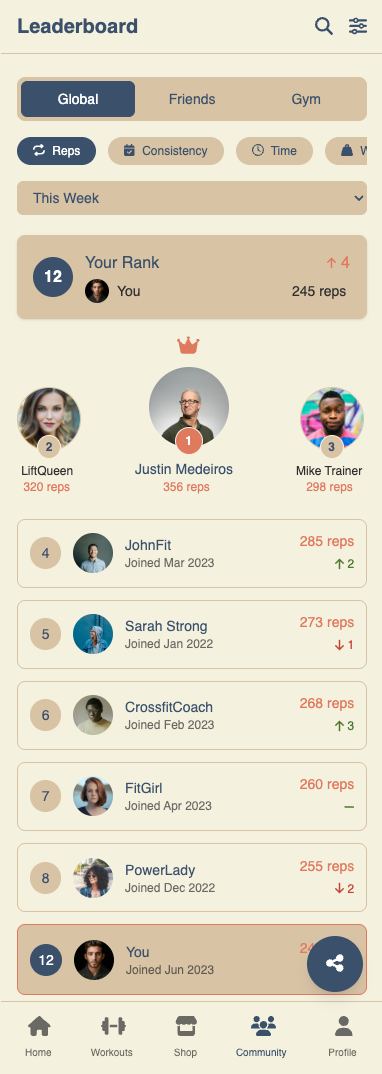 Leaderboard
Global Friends Gym
Reps Consistency Time
This Week
12 Your Rank ↑ 4
You 245 reps
2 1 3
LiftQueen Justin Medeiros Mike Trainer
320 reps 356 reps 298 reps
4 JohnFit 285 reps
Joined Mar 2023 ↑ 2
5 Sarah Strong 273 reps
Joined Jan 2022 ↓ 1
6 CrossfitCoach 268 reps
Joined Feb 2023 ↑ 3
7 FitGirl 260 reps
Joined Apr 2023 –
8 PowerLady 255 reps
Joined Dec 2022 ↓ 2
12 You
Joined Jun 2023
Home Workouts Shop Community Profile